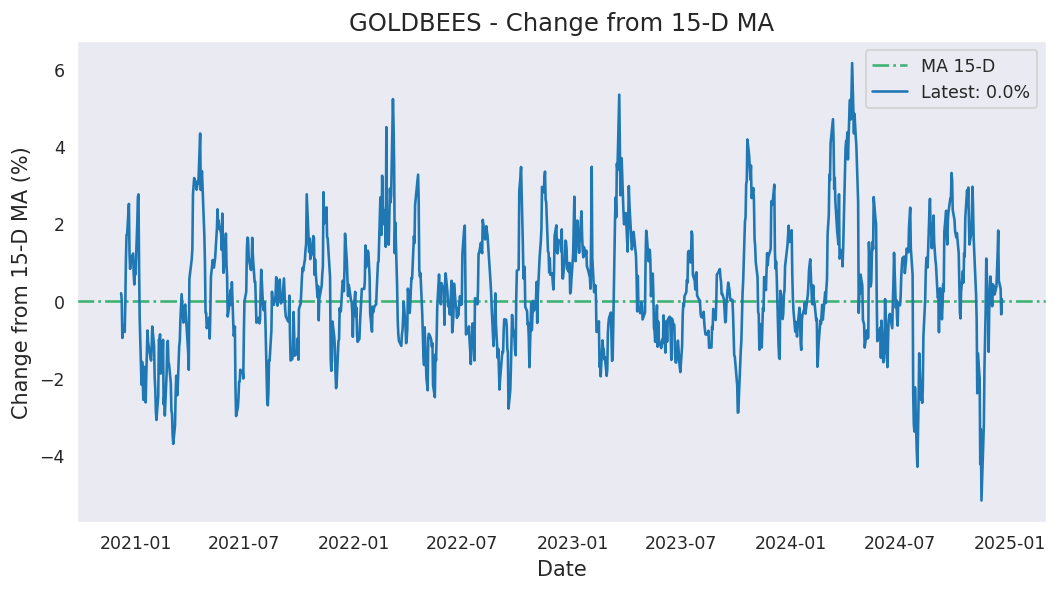 GOLDBEES - Change from 15-D MA
MA 15-D
Latest: 0.0%
Change from 15-D MA (%)
6
4
2
0
−2
−4
2021-01 2021-07 2022-01 2022-07 2023-01 2023-07 2024-01 2024-07 2025-01
Date